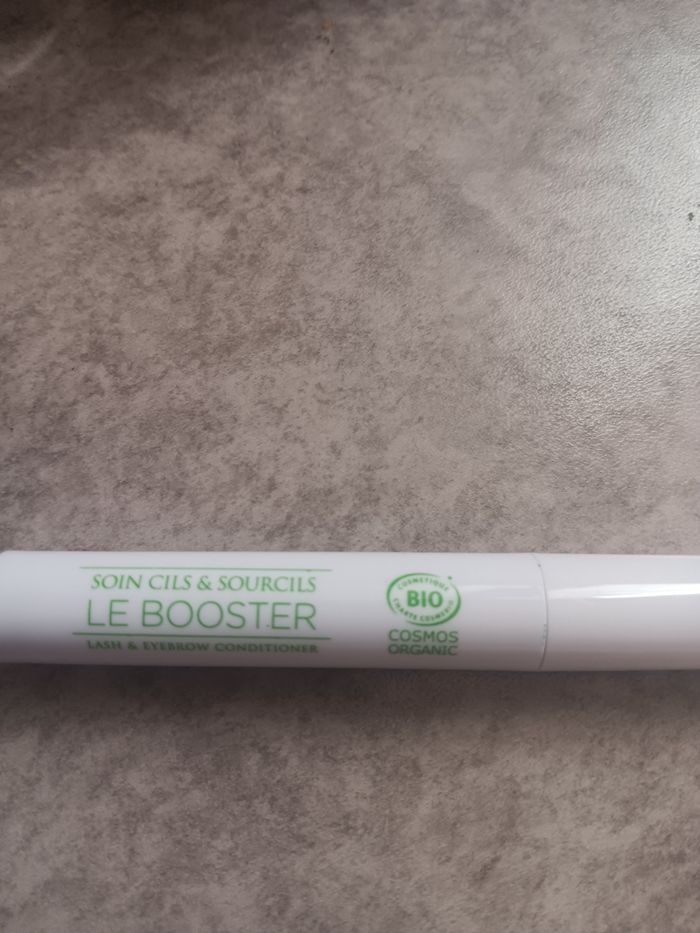 SOIN CILS & SOURCILS
LE BOOSTER
LASH & EYEBROW CONDITIONER
COSMETIQUE
BIO
CHARTE COSMEBIO
COSMOS
ORGANIC